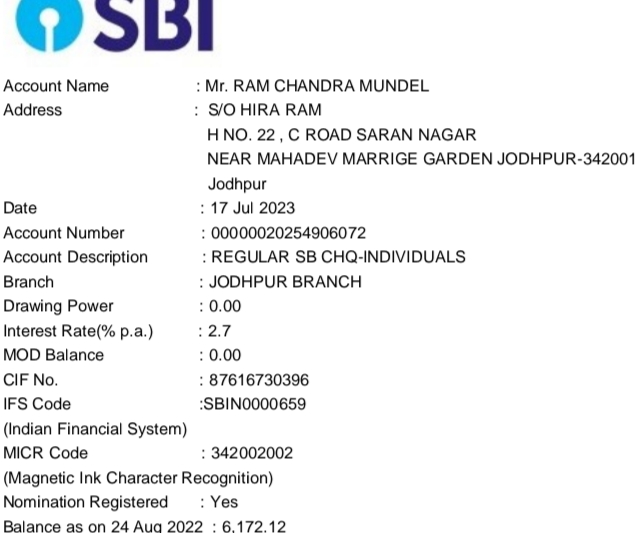 SBI
Account Name : Mr. RAM CHANDRA MUNDEL
Address : S/O HIRA RAM
H NO. 22 , C ROAD SARAN NAGAR
NEAR MAHADEV MARRIGE GARDEN JODHPUR-342001
Jodhpur
Date : 17 Jul 2023
Account Number : 00000020254906072
Account Description : REGULAR SB CHQ-INDIVIDUALS
Branch : JODHPUR BRANCH
Drawing Power : 0.00
Interest Rate(% p.a.) : 2.7
MOD Balance : 0.00
CIF No. : 87616730396
IFS Code :SBIN0000659
(Indian Financial System)
MICR Code : 342002002
(Magnetic Ink Character Recognition)
Nomination Registered : Yes
Balance as on 24 Aug 2022 : 6,172.12